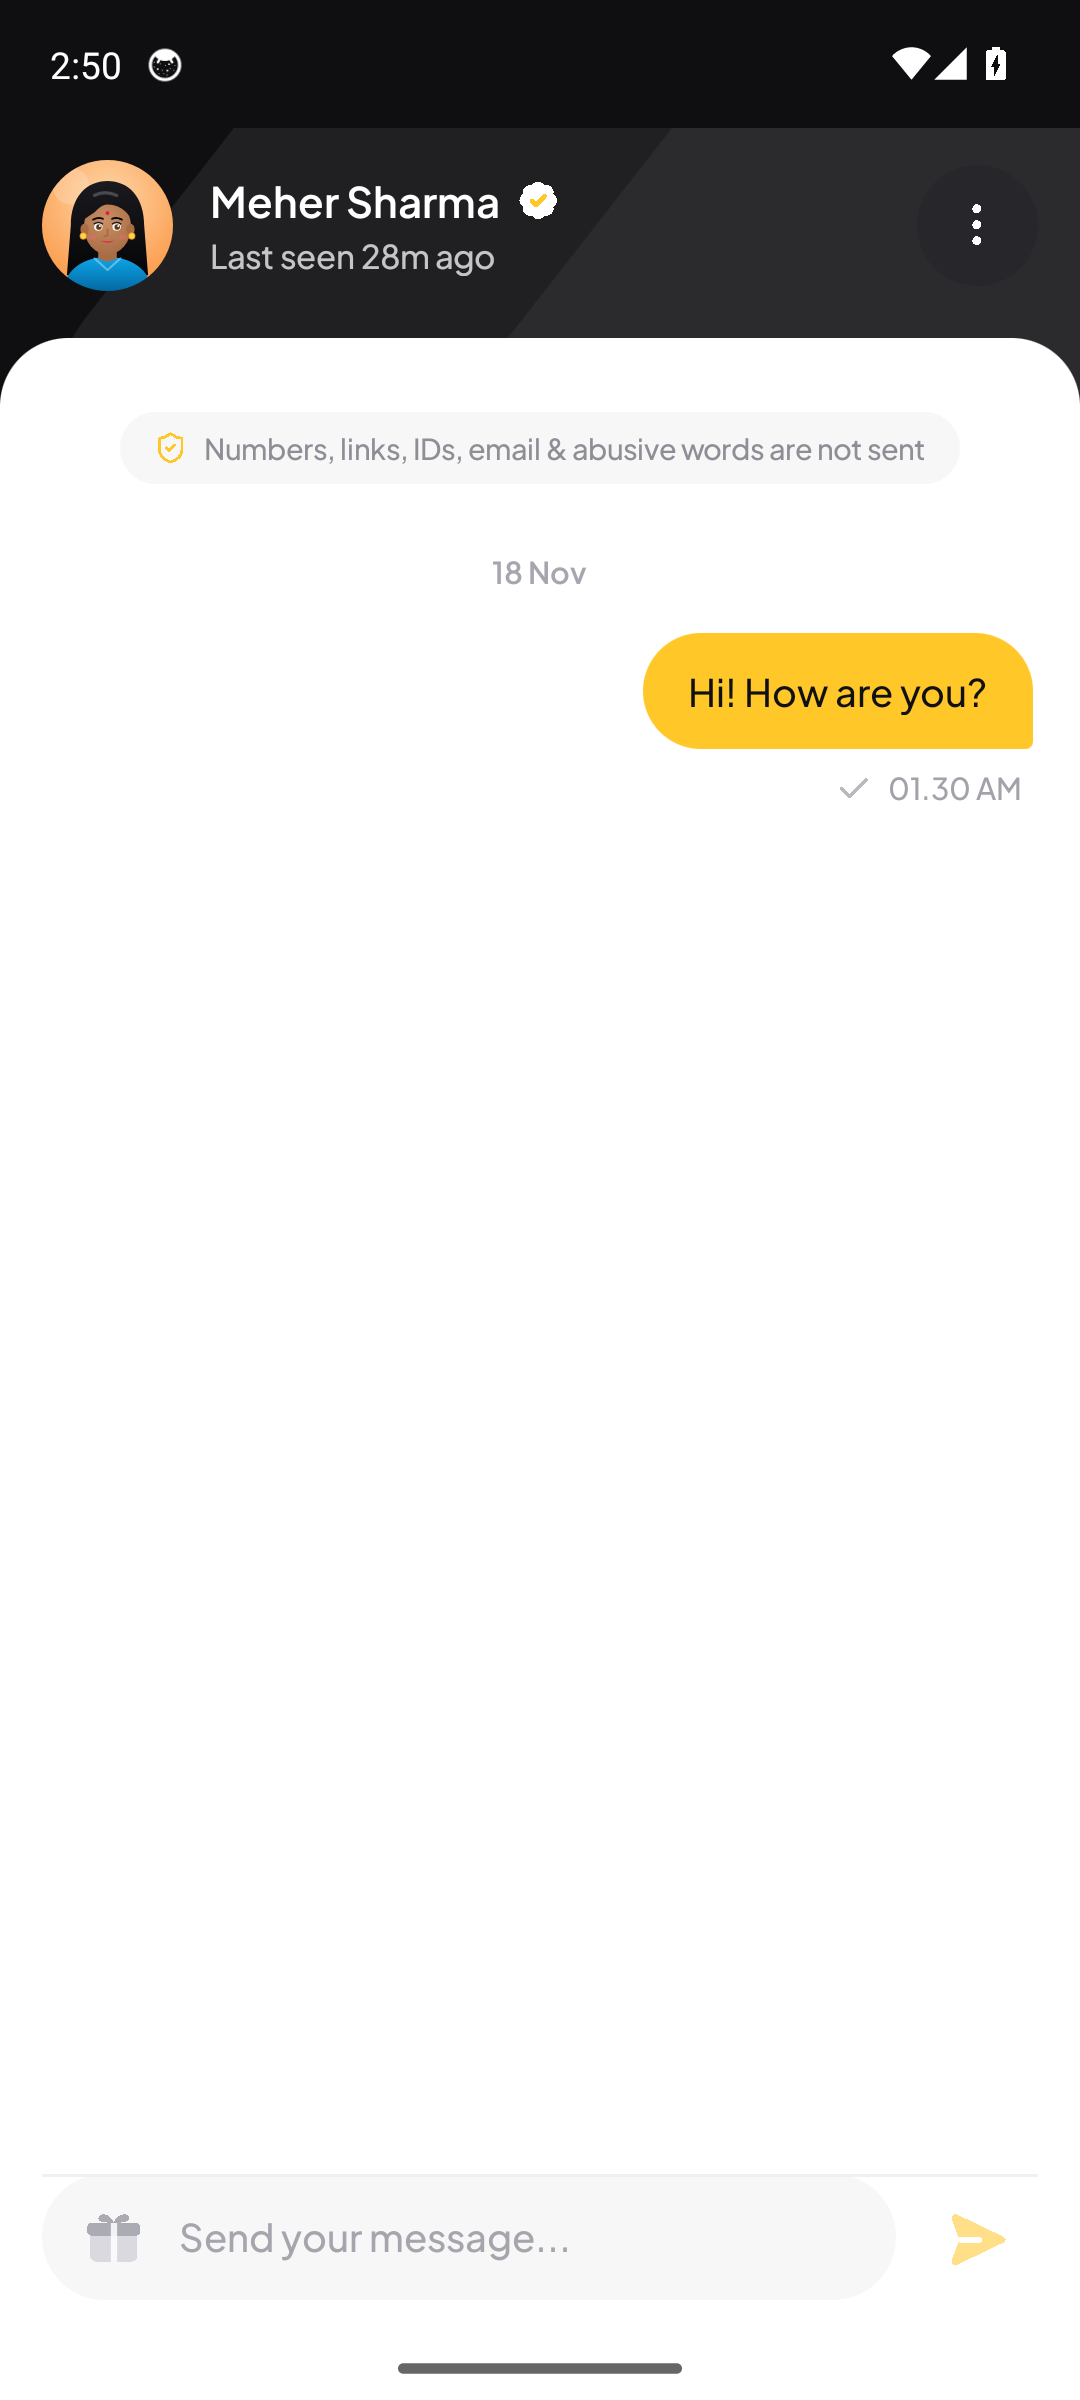 2:50
Meher Sharma
Last seen 28m ago
Numbers, links, IDs, email & abusive words are not sent
18 Nov
Hi! How are you?
01.30 AM
Send your message...